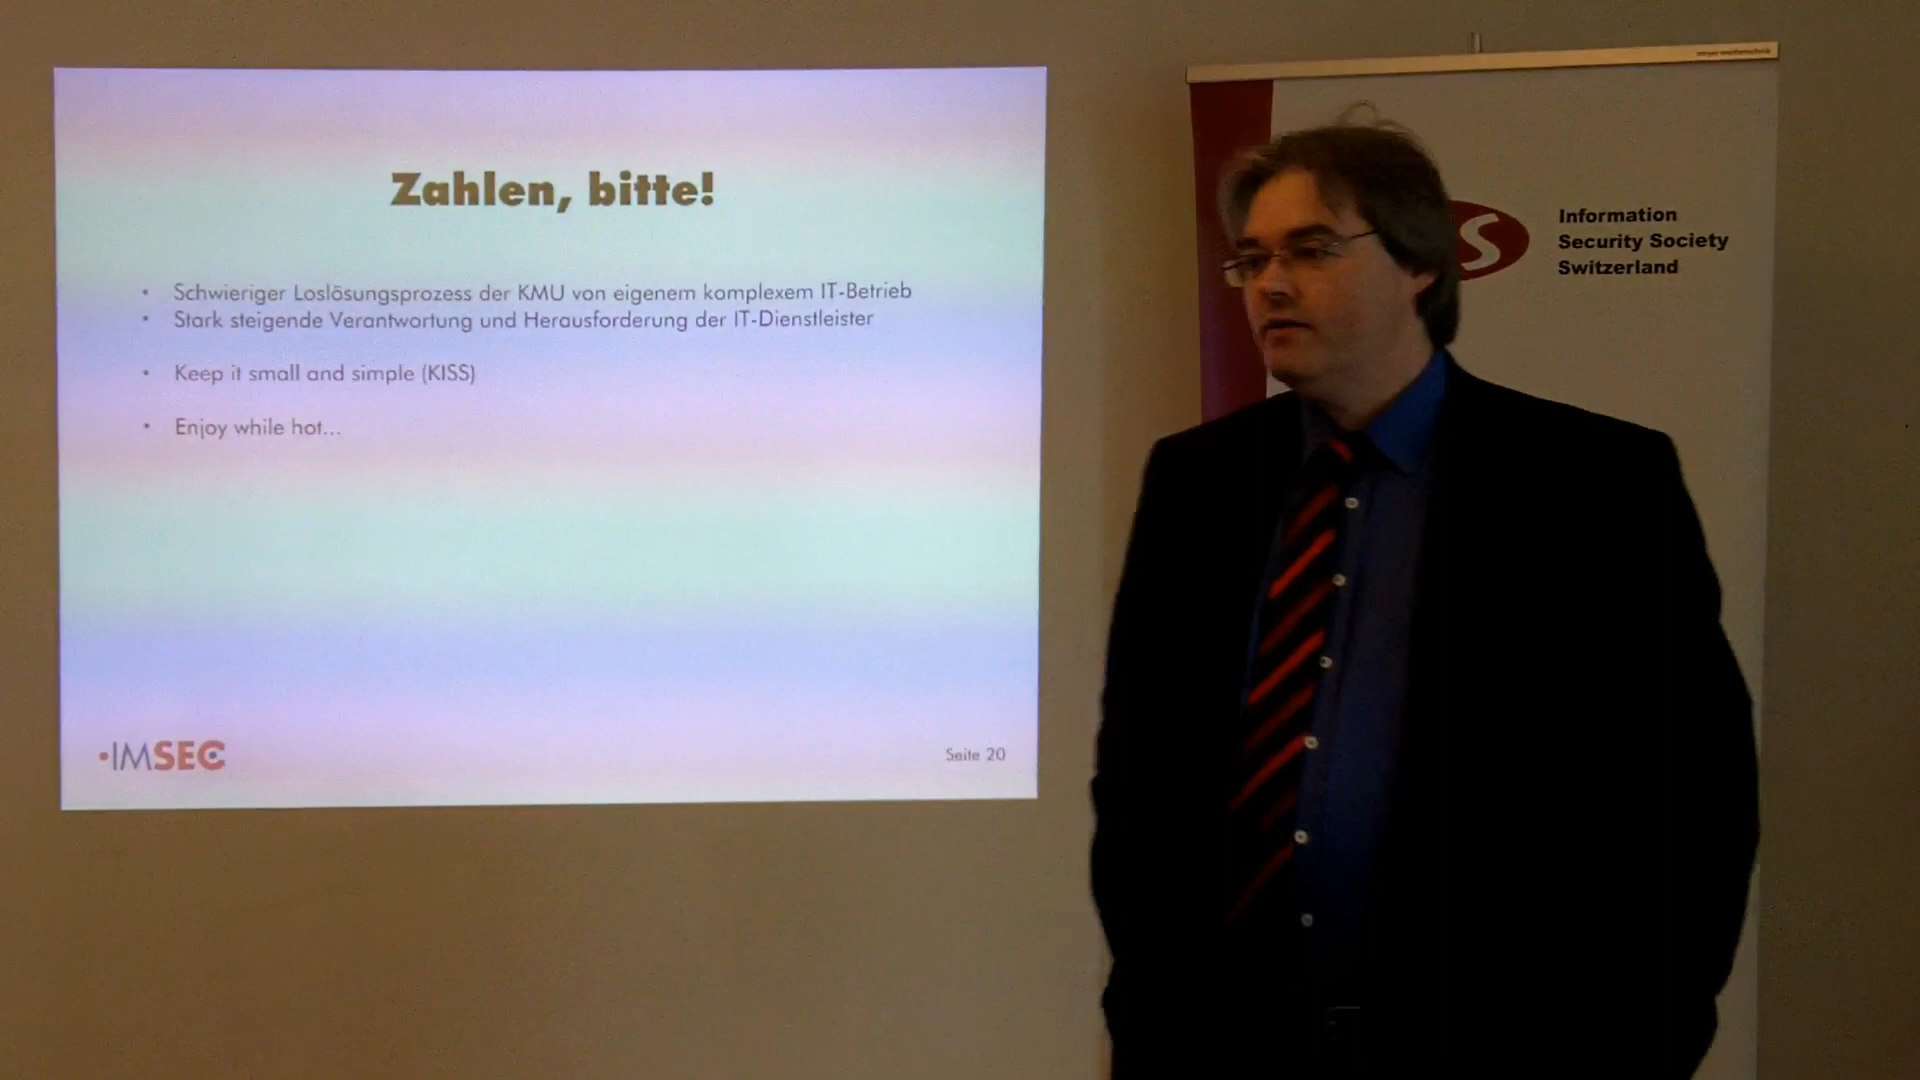 Zahlen, bitte!
• Schwieriger Loslösungsprozess der KMU von eigenem komplexem IT-Betrieb
• Stark steigende Verantwortung und Herausforderung der IT-Dienstleister
• Keep it small and simple (KISS)
• Enjoy while hot...
•IMSEC
Seite 20
S
Information
Security Society
Switzerland